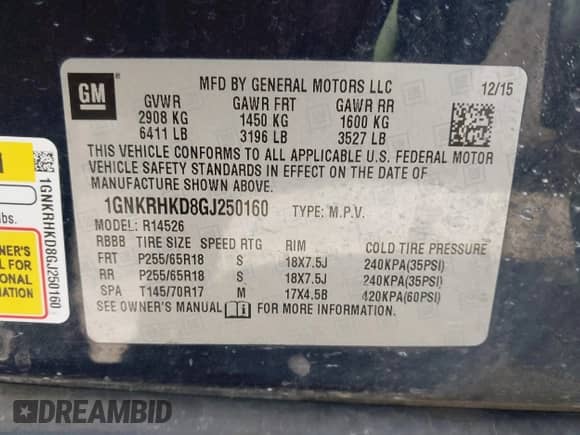 GM
MFD BY GENERAL MOTORS LLC 12/15
GVWR GAWR FRT GAWR RR
2908 KG 1450 KG 1600 KG
6411 LB 3196 LB 3527 LB
THIS VEHICLE CONFORMS TO ALL APPLICABLE U.S. FEDERAL MOTOR
VEHICLE SAFETY STANDARDS IN EFFECT ON THE DATE OF
MANUFACTURE SHOWN ABOVE.
1GNKRHKD8GJ250160 TYPE: M.P.V.
MODEL: R14526
RBBB TIRE SIZE SPEED RTG RIM COLD TIRE PRESSURE
FRT P255/65R18 S 18X7.5J 240KPA(35PSI)
RR P255/65R18 S 18X7.5J 240KPA(35PSI)
SPA T145/70R17 M 17X4.5B 420KPA(60PSI)
SEE OWNER'S MANUAL FOR MORE INFORMATION.
lbs.
1GNKRHKD8GJ250160
OWNER'S
FOR
DREAMBID